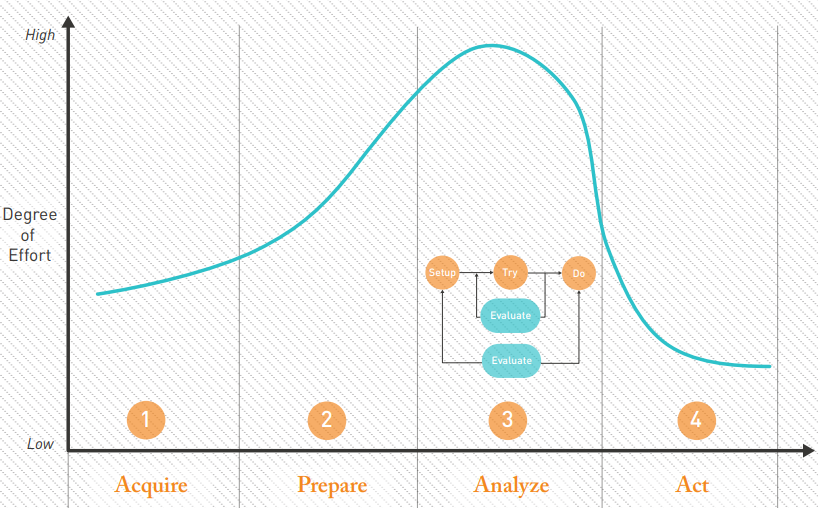 High
Degree
of
Effort
Setup
Try
Do
Evaluate
Evaluate
1
2
3
4
Low
Acquire
Prepare
Analyze
Act